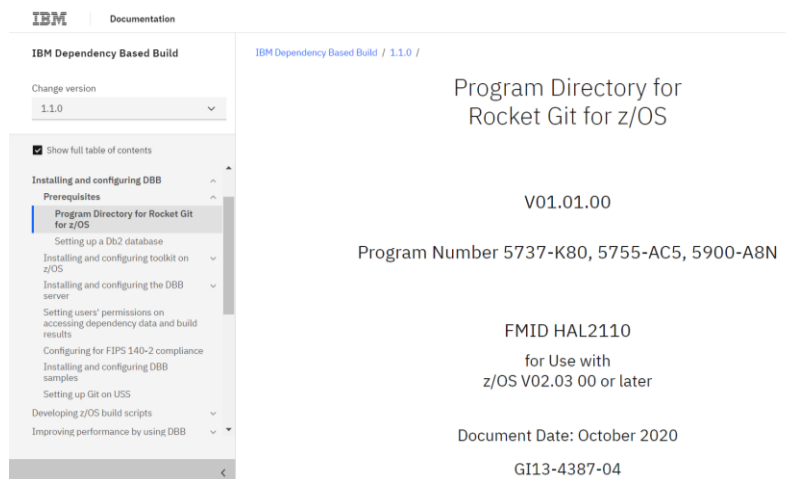 IBM
Documentation
IBM Dependency Based Build
Change version
1.1.0
Show full table of contents
Installing and configuring DBB
Prerequisites
Program Directory for Rocket Git
for z/OS
Setting up a Db2 database
Installing and configuring toolkit on
z/OS
Installing and configuring the DBB
server
Setting users' permissions on
accessing dependency data and build
results
Configuring for FIPS 140-2 compliance
Installing and configuring DBB
samples
Setting up Git on USS
Developing z/OS build scripts
Improving performance by using DBB
IBM Dependency Based Build / 1.1.0 /
Program Directory for
Rocket Git for z/OS
V01.01.00
Program Number 5737-K80, 5755-AC5, 5900-A8N
FMID HAL2110
for Use with
z/OS V02.03 00 or later
Document Date: October 2020
GI13-4387-04